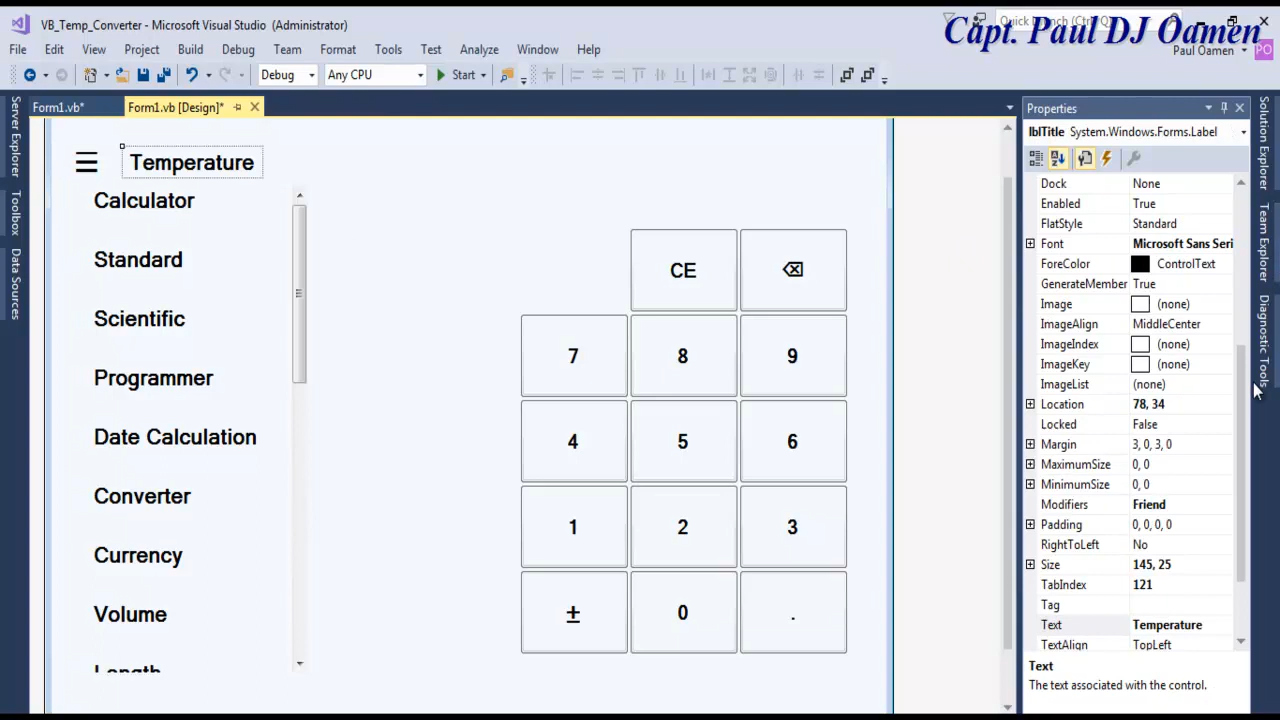 VB_Temp_Converter - Microsoft Visual Studio (Administrator)
Capt. Paul DJ Oamen
File Edit View Project Build Debug Team Format Tools Test Analyze Window Help
Paul Oamen PO
Debug Any CPU Start
Form1.vb* Form1.vb [Design]*
Server Explorer
Toolbox
Data Sources
Temperature
Calculator
Standard
Scientific
Programmer
Date Calculation
Converter
Currency
Volume
Length
CE ⌫
7 8 9
4 5 6
1 2 3
± 0 .
Properties
lblTitle System.Windows.Forms.Label
Dock None
Enabled True
FlatStyle Standard
Font Microsoft Sans Seri
ForeColor ControlText
GenerateMember True
Image (none)
ImageAlign MiddleCenter
ImageIndex (none)
ImageKey (none)
ImageList (none)
Location 78, 34
Locked False
Margin 3, 0, 3, 0
MaximumSize 0, 0
MinimumSize 0, 0
Modifiers Friend
Padding 0, 0, 0, 0
RightToLeft No
Size 145, 25
TabIndex 121
Tag
Text Temperature
TextAlign TopLeft
Text
The text associated with the control.
Solution Explorer
Team Explorer
Diagnostic Tools